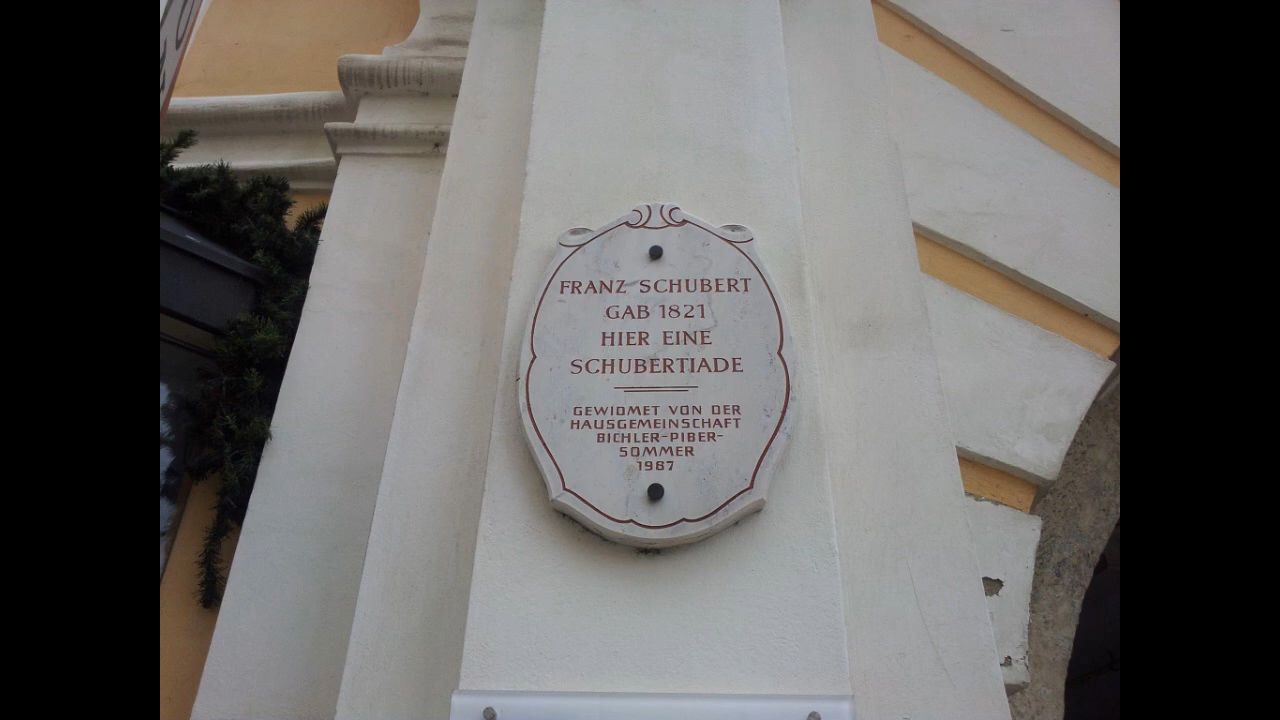 FRANZ SCHUBERT
GAB 1821
HIER EINE
SCHUBERTIADE
GEWIDMET VON DER
HAUSGEMEINSCHAFT
BICHLER-PIBER-
SOMMER
1987